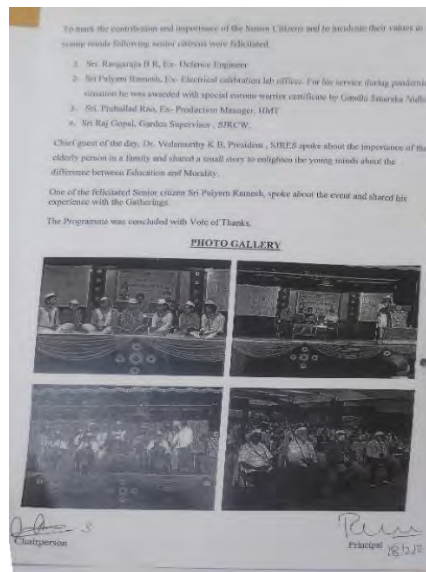 To mark the contribution and importance of the Senior Citizens and to inculcate their values in
young minds following senior citizens were felicitated.
1. Sri. Rangaraju B R, Ex- Defence Engineer
2- Sri Palyam Ramesh, Ex- Electrical calibration lab officer. For his service during pandemic
situation he was awarded with special corona warrior certificate by Gandhi Smaraka Nidhi
3- Sri. Prahallad Rao, Ex- Production Manager, HMT
4. Sri Raj Gopal, Garden Supervisor , SJRCW.
Chief guest of the day, Dr. Vedamurthy K B, President , SJRES spoke about the importance of the
elderly person in a family and shared a small story to enlighten the young minds about the
difference between Education and Morality.
One of the felicitated Senior citizen Sri Palyam Ramesh, spoke about the event and shared his
experience with the Gatherings.
The Programme was concluded with Vote of Thanks.
PHOTO GALLERY
Chairperson
Principal